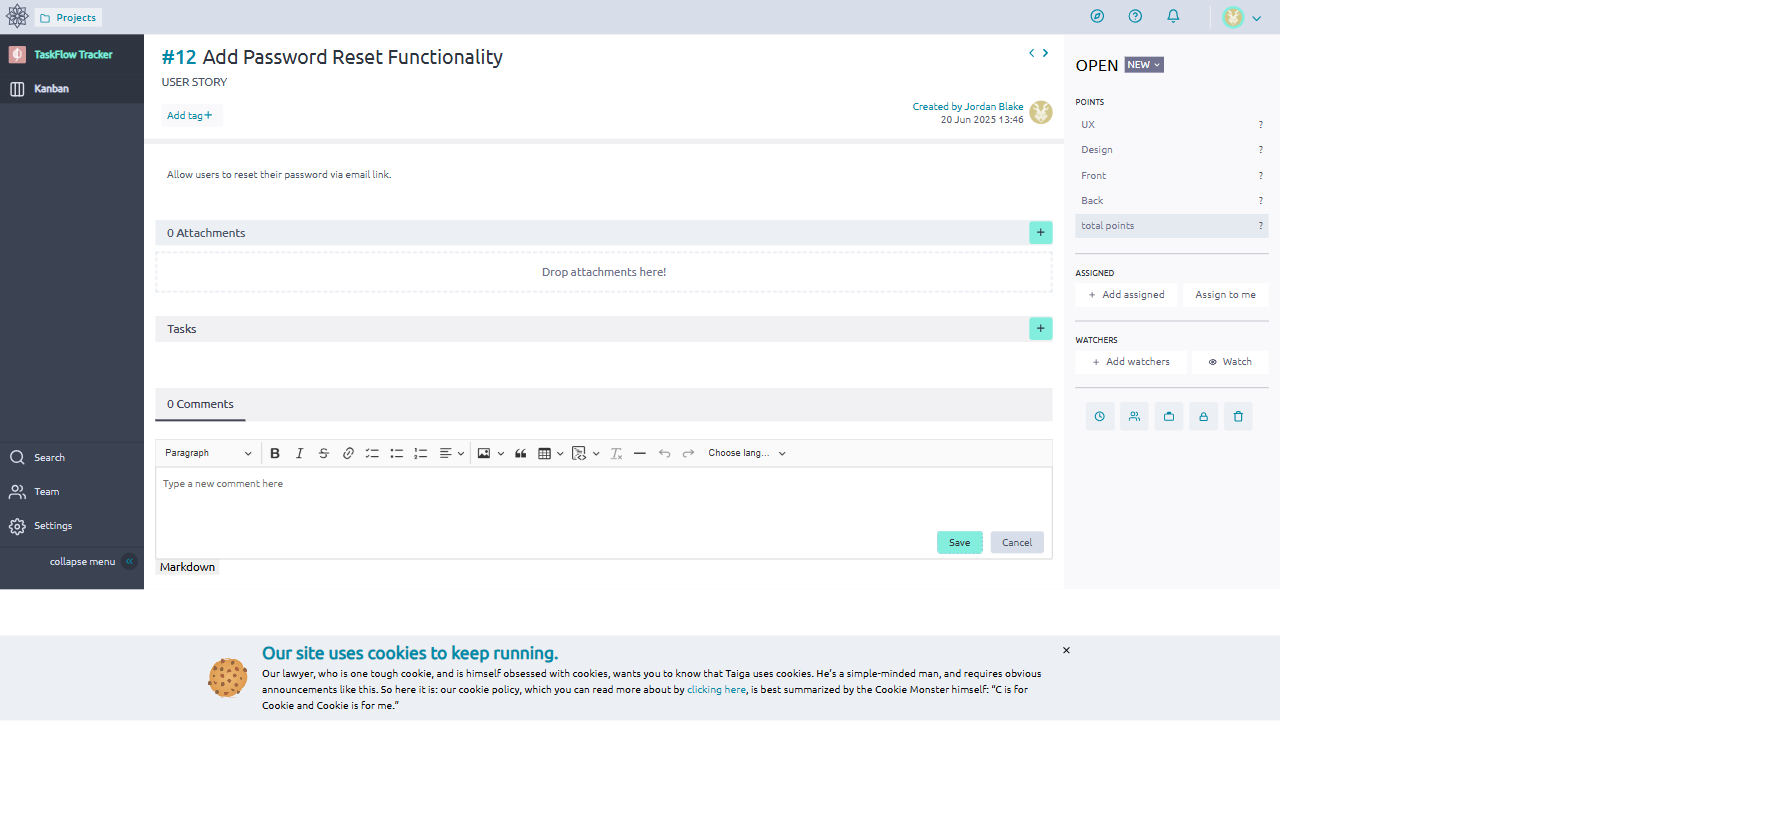 Projects
TaskFlow Tracker
Kanban
#12 Add Password Reset Functionality
USER STORY
Add tag+
Created by Jordan Blake
20 Jun 2025 13:46
Allow users to reset their password via email link.
0 Attachments
+
Drop attachments here!
Tasks
+
0 Comments
Paragraph
Choose lang...
Type a new comment here
Save
Cancel
Markdown
OPEN
NEW
POINTS
UX ?
Design ?
Front ?
Back ?
total points ?
ASSIGNED
+ Add assigned
Assign to me
WATCHERS
+ Add watchers
Watch
Search
Team
Settings
collapse menu
Our site uses cookies to keep running.
Our lawyer, who is one tough cookie, and is himself obsessed with cookies, wants you to know that Taiga uses cookies. He's a simple-minded man, and requires obvious
announcements like this. So here it is: our cookie policy, which you can read more about by clicking here, is best summarized by the Cookie Monster himself: “C is for
Cookie and Cookie is for me.”